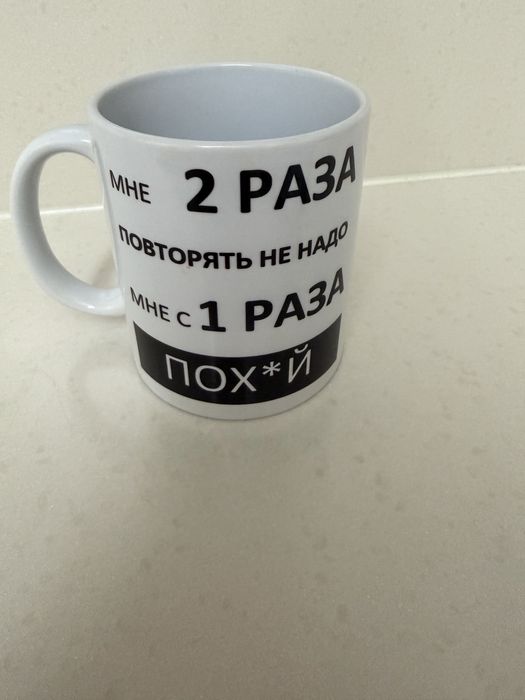 МНЕ 2 РАЗА
ПОВТОРЯТЬ НЕ НАДО
МНЕ С 1 РАЗА
ПОХ*Й